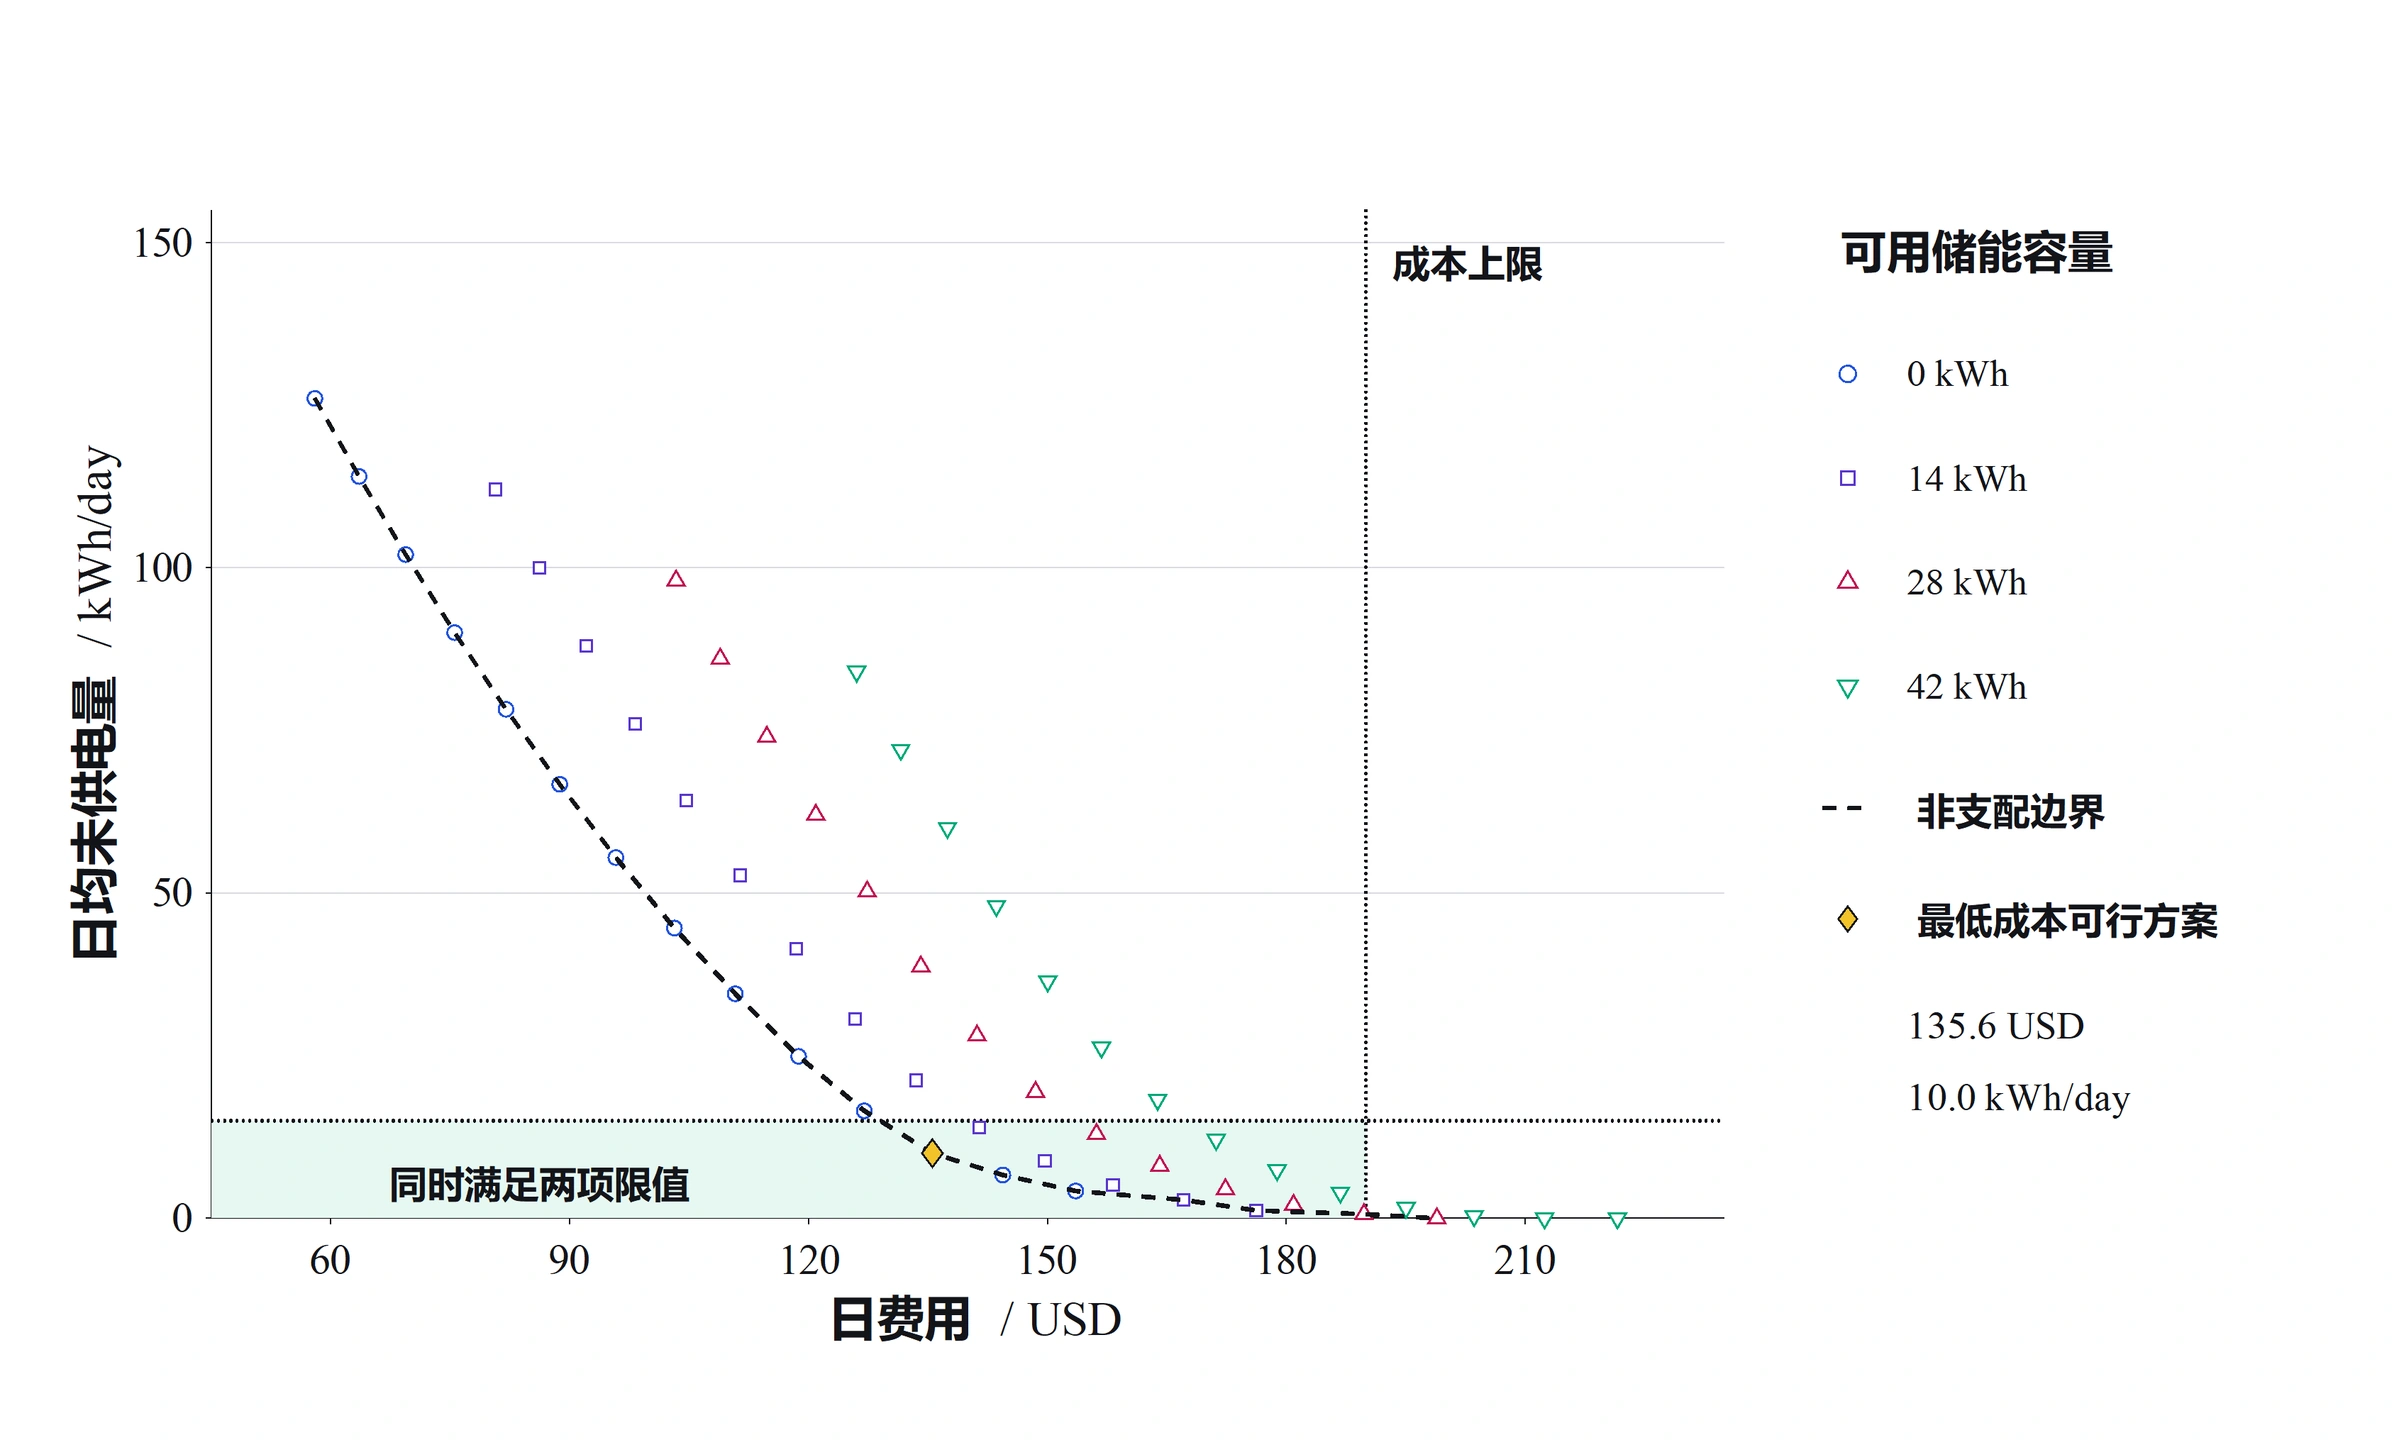 150
100
50
0
日均未供电量 / kWh/day
成本上限
同时满足两项限值
60 90 120 150 180 210
日费用 / USD
可用储能容量
0 kWh
14 kWh
28 kWh
42 kWh
非支配边界
最低成本可行方案
135.6 USD
10.0 kWh/day